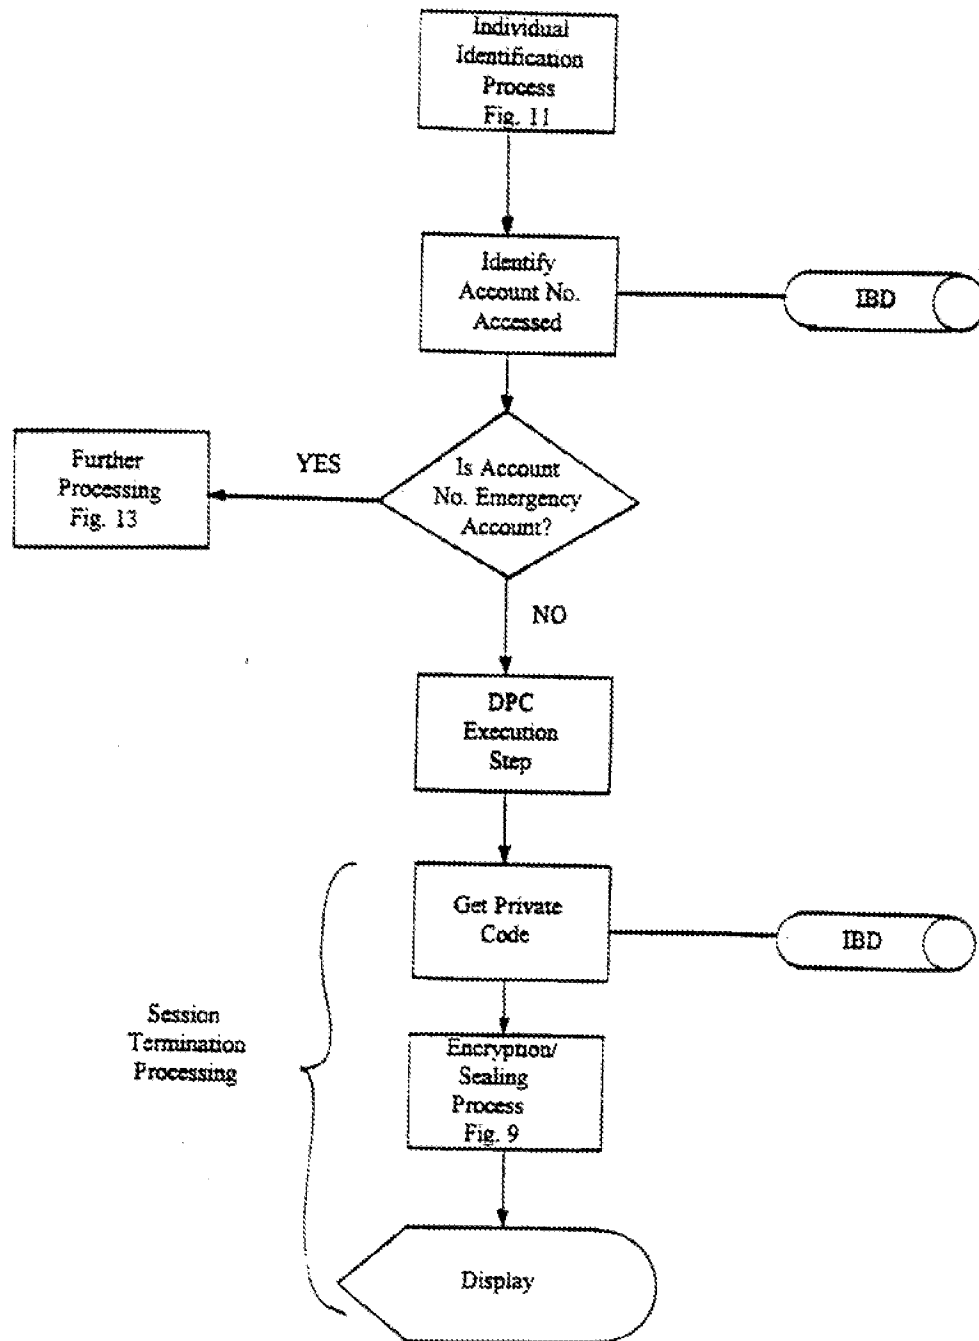 Individual
Identification
Process
Fig. 11
Identify
Account No.
Accessed
IBD
Further
Processing
Fig. 13
YES
Is Account
No. Emergency
Account?
NO
DPC
Execution
Step
Get Private
Code
IBD
Session
Termination
Processing
Encryption/
Sealing
Process
Fig. 9
Display